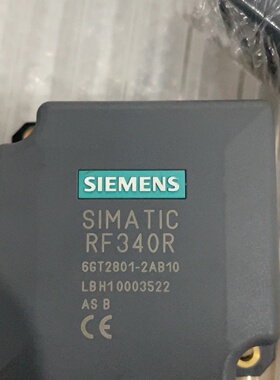 SIEMENS
SIMATIC
RF340R
6GT2801-2AB10
LBH10003522
AS B
CE